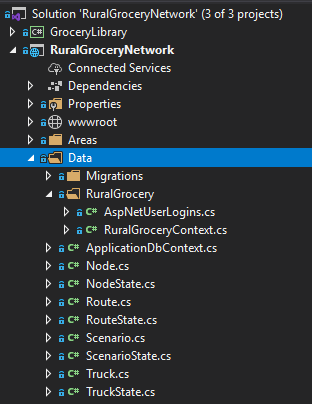 Solution 'RuralGroceryNetwork' (3 of 3 projects)
C# GroceryLibrary
RuralGroceryNetwork
Connected Services
Dependencies
Properties
wwwroot
Areas
Data
Migrations
RuralGrocery
C# AspNetUserLogins.cs
C# RuralGroceryContext.cs
C# ApplicationDbContext.cs
C# Node.cs
C# NodeState.cs
C# Route.cs
C# RouteState.cs
C# Scenario.cs
C# ScenarioState.cs
C# Truck.cs
C# TruckState.cs